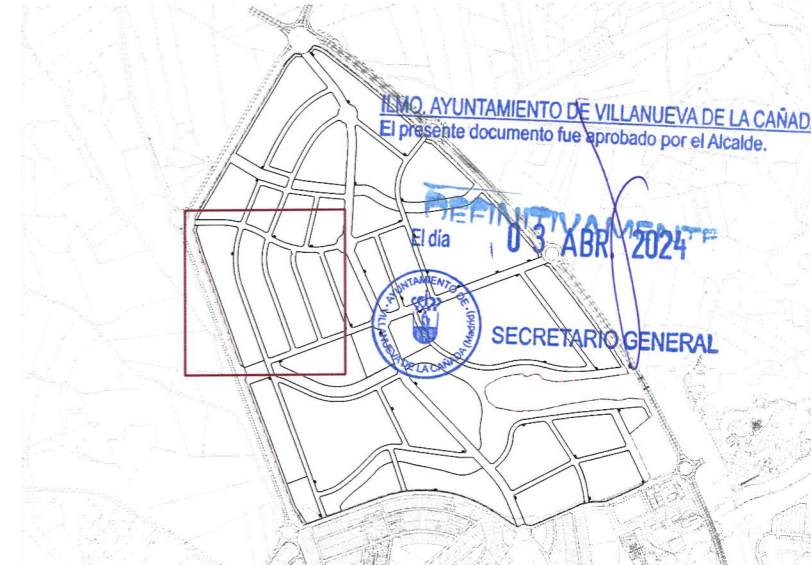 ILMO. AYUNTAMIENTO DE VILLANUEVA DE LA CAÑADA
El presente documento fue aprobado por el Alcalde.
DEFINITIVAMENTE
El día 03 ABR. 2024
AYUNTAMIENTO DE
VILLANUEVA DE LA CAÑADA (Madrid)
SECRETARIO GENERAL